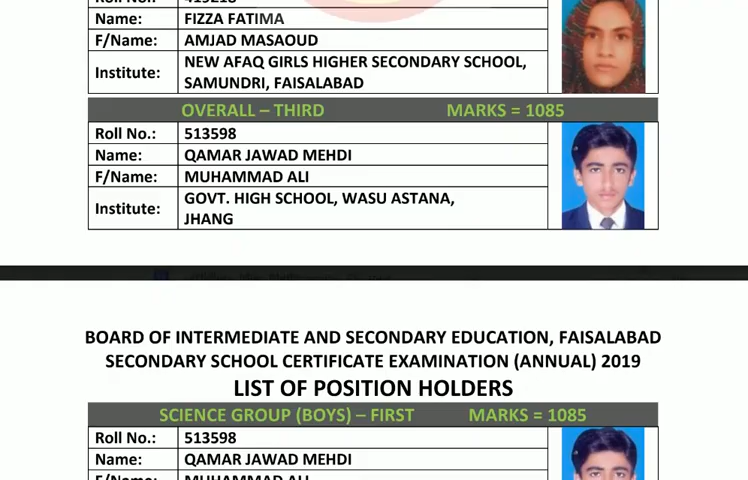 Name: FIZZA FATIMA
F/Name: AMJAD MASAOUD
Institute: NEW AFAQ GIRLS HIGHER SECONDARY SCHOOL,
SAMUNDRI, FAISALABAD
OVERALL – THIRD MARKS = 1085
Roll No.: 513598
Name: QAMAR JAWAD MEHDI
F/Name: MUHAMMAD ALI
Institute: GOVT. HIGH SCHOOL, WASU ASTANA,
JHANG
BOARD OF INTERMEDIATE AND SECONDARY EDUCATION, FAISALABAD
SECONDARY SCHOOL CERTIFICATE EXAMINATION (ANNUAL) 2019
LIST OF POSITION HOLDERS
SCIENCE GROUP (BOYS) – FIRST MARKS = 1085
Roll No.: 513598
Name: QAMAR JAWAD MEHDI
F/Name: MUHAMMAD ALI